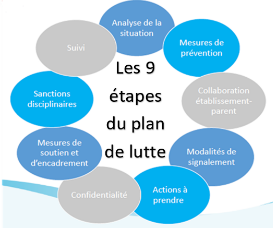 Les 9
étapes
du plan
de lutte
Analyse de la
situation
Mesures de
prévention
Collaboration
établissement-
parent
Modalités de
signalement
Actions à
prendre
Confidentialité
Mesures de
soutien et
d'encadrement
Sanctions
disciplinaires
Suivi